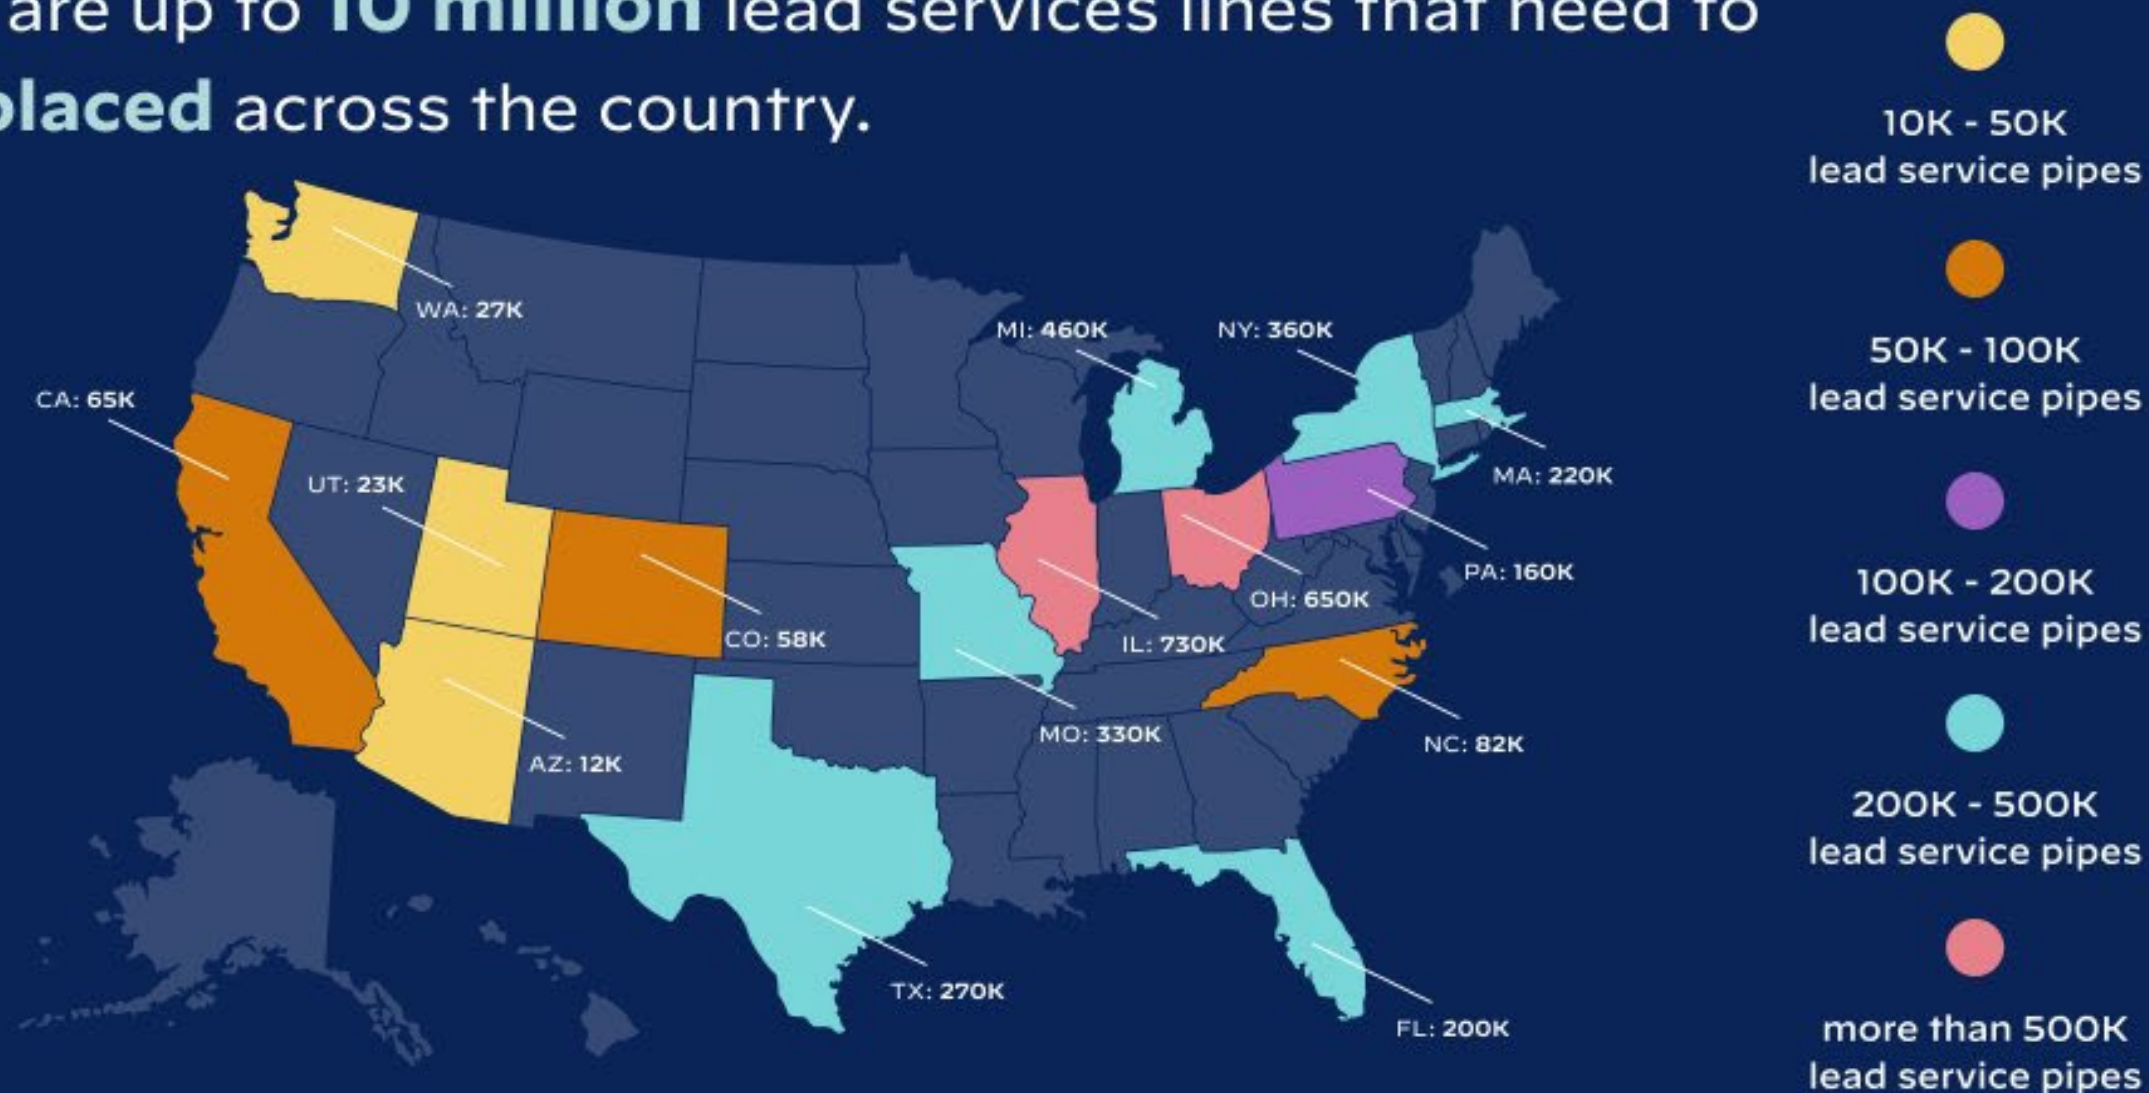 are up to 10 million lead services lines that need to
placed across the country.
10K - 50K
lead service pipes
50K - 100K
lead service pipes
100K - 200K
lead service pipes
200K - 500K
lead service pipes
more than 500K
lead service pipes
WA: 27K
MI: 460K
NY: 360K
CA: 65K
UT: 23K
MA: 220K
PA: 160K
OH: 650K
CO: 58K
IL: 730K
MO: 330K
NC: 82K
AZ: 12K
TX: 270K
FL: 200K